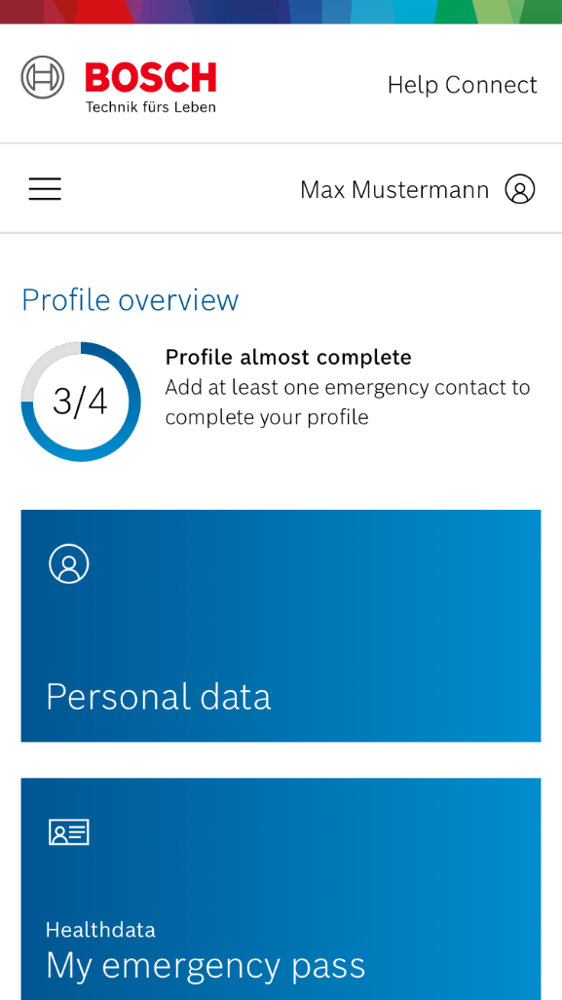 BOSCH
Technik fürs Leben
Help Connect
Max Mustermann
Profile overview
3/4
Profile almost complete
Add at least one emergency contact to
complete your profile
Personal data
Healthdata
My emergency pass